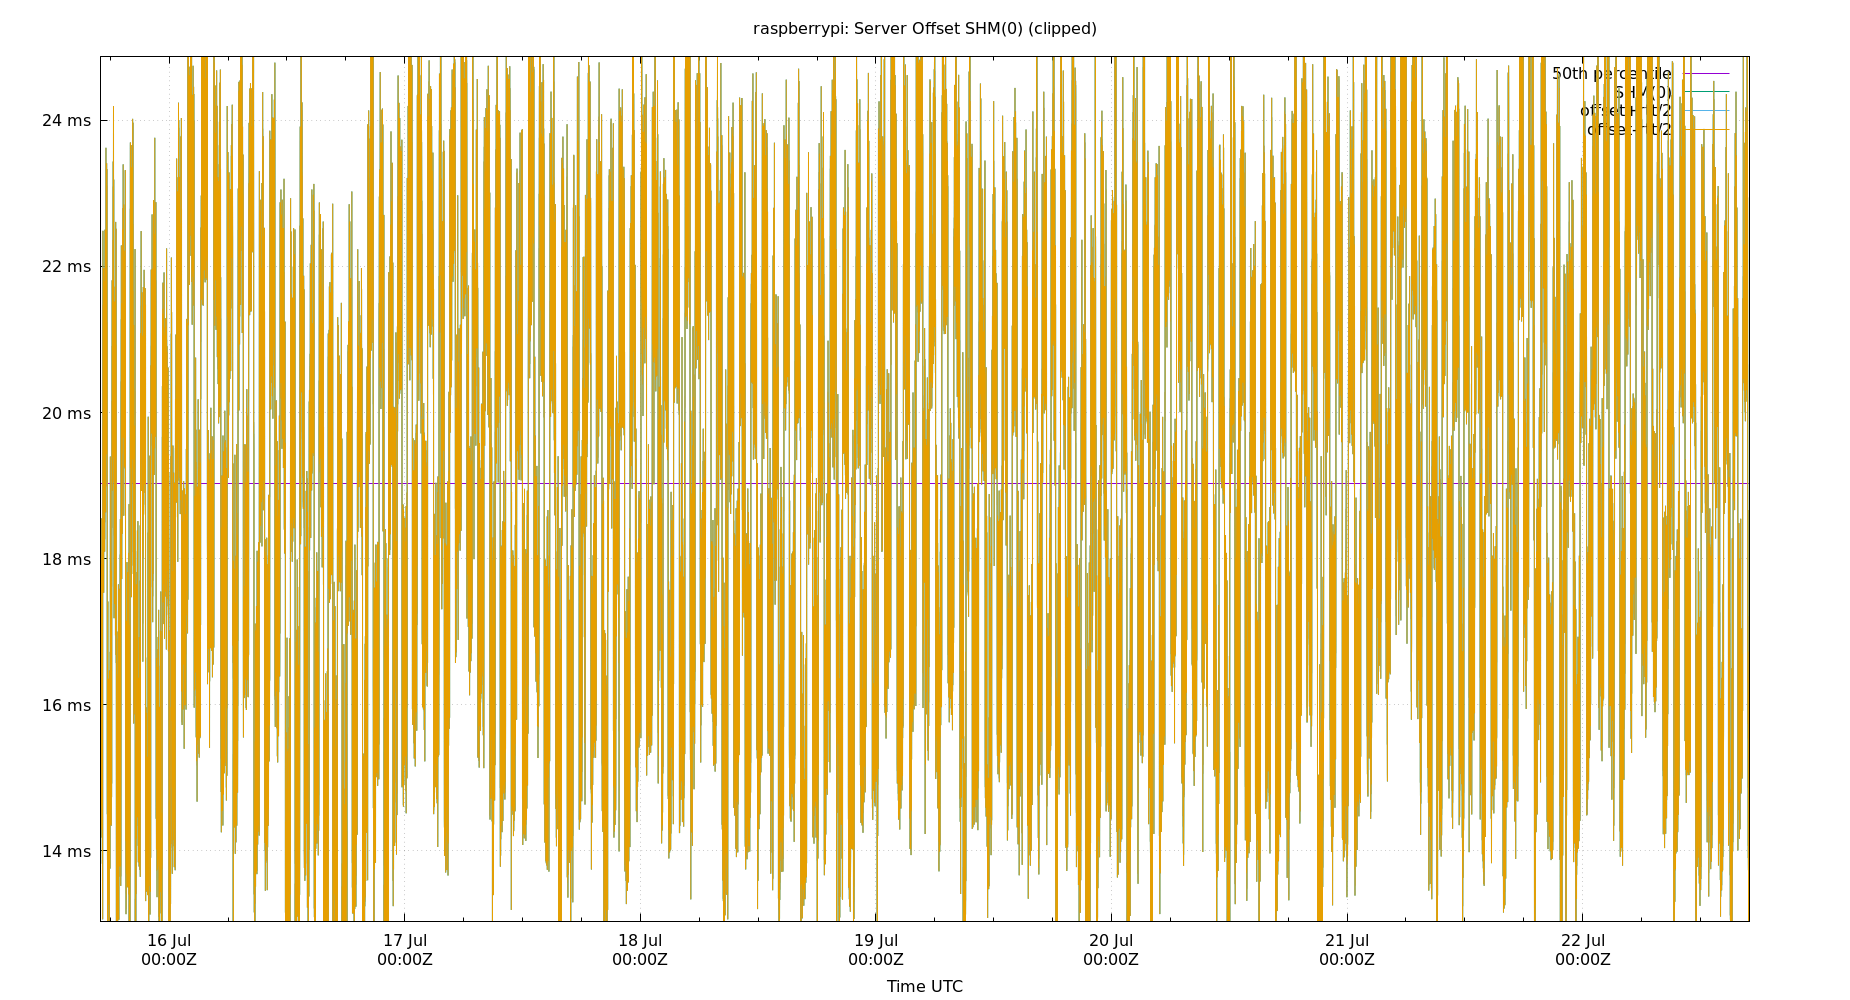 raspberrypi: Server Offset SHM(0) (clipped)
50th percentile
SHM(0)
offset+rtt/2
offset-rtt/2
24 ms
22 ms
20 ms
18 ms
16 ms
14 ms
16 Jul 17 Jul 18 Jul 19 Jul 20 Jul 21 Jul 22 Jul
00:00Z 00:00Z 00:00Z 00:00Z 00:00Z 00:00Z 00:00Z
Time UTC